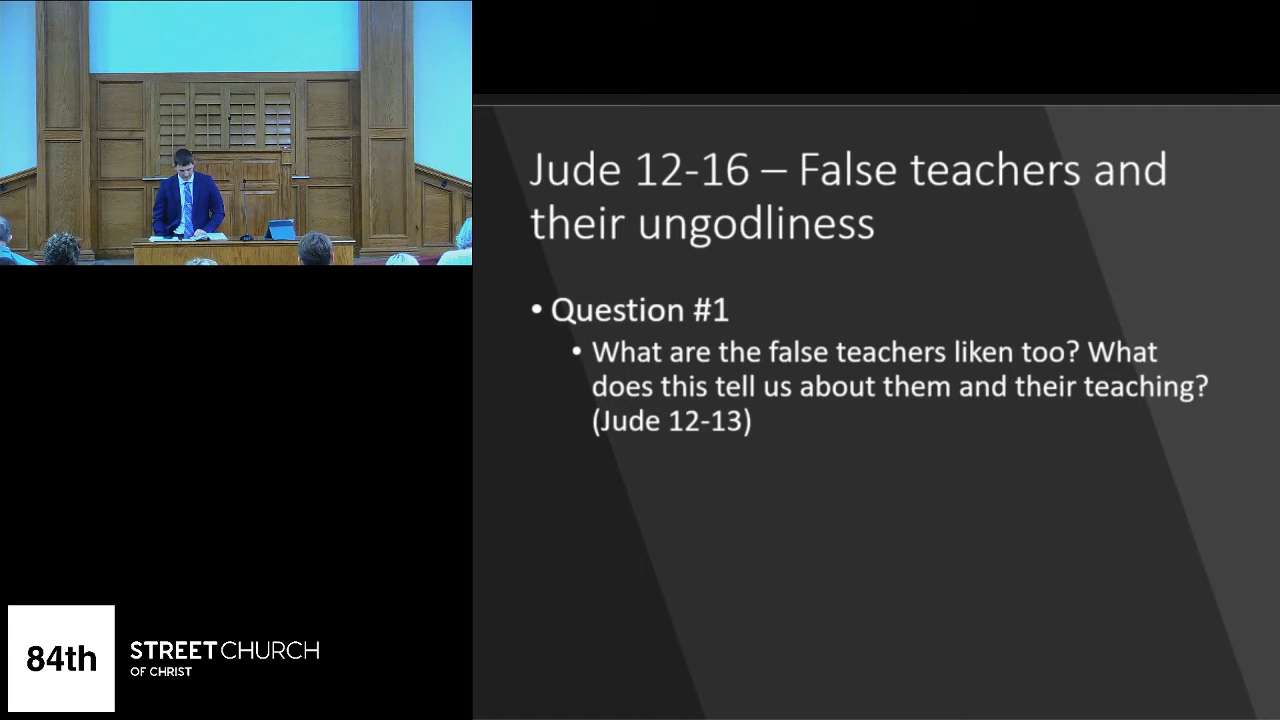 Jude 12-16 – False teachers and
their ungodliness
• Question #1
• What are the false teachers liken too? What
does this tell us about them and their teaching?
(Jude 12-13)
84th
STREET CHURCH
OF CHRIST